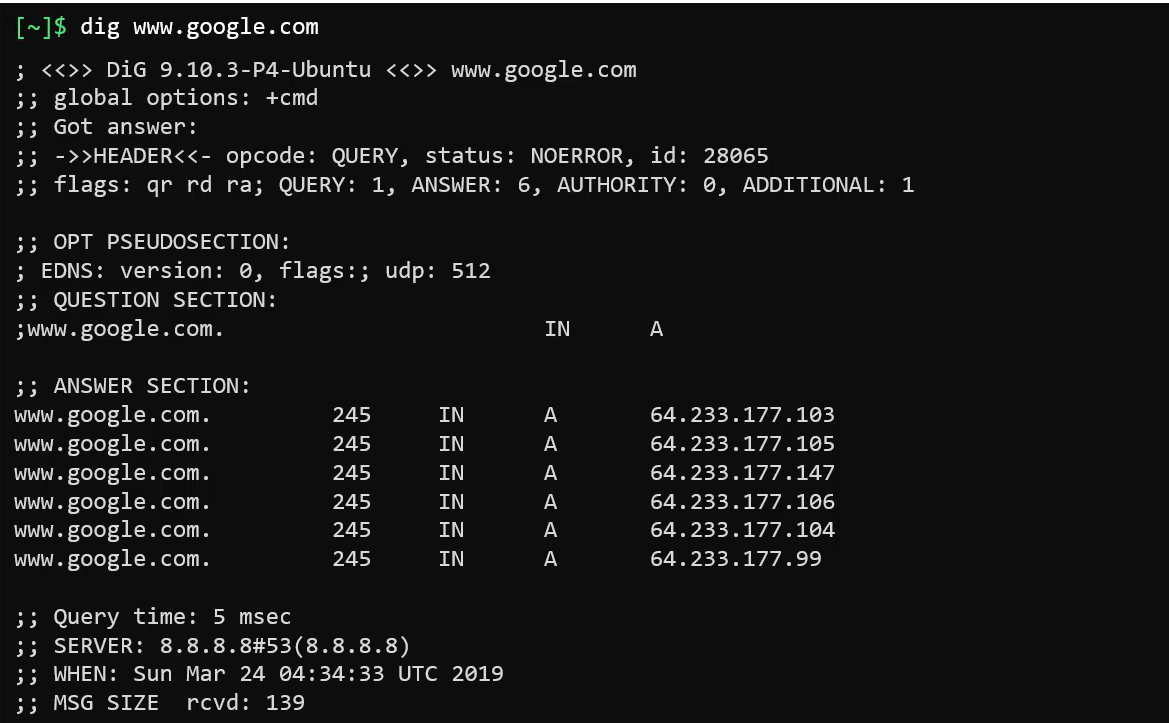 [~]$ dig www.google.com
; <<>> DiG 9.10.3-P4-Ubuntu <<>> www.google.com
;; global options: +cmd
;; Got answer:
;; ->>HEADER<<- opcode: QUERY, status: NOERROR, id: 28065
;; flags: qr rd ra; QUERY: 1, ANSWER: 6, AUTHORITY: 0, ADDITIONAL: 1
;; OPT PSEUDOSECTION:
; EDNS: version: 0, flags:; udp: 512
;; QUESTION SECTION:
;www.google.com. IN A
;; ANSWER SECTION:
www.google.com. 245 IN A 64.233.177.103
www.google.com. 245 IN A 64.233.177.105
www.google.com. 245 IN A 64.233.177.147
www.google.com. 245 IN A 64.233.177.106
www.google.com. 245 IN A 64.233.177.104
www.google.com. 245 IN A 64.233.177.99
;; Query time: 5 msec
;; SERVER: 8.8.8.8#53(8.8.8.8)
;; WHEN: Sun Mar 24 04:34:33 UTC 2019
;; MSG SIZE  rcvd: 139